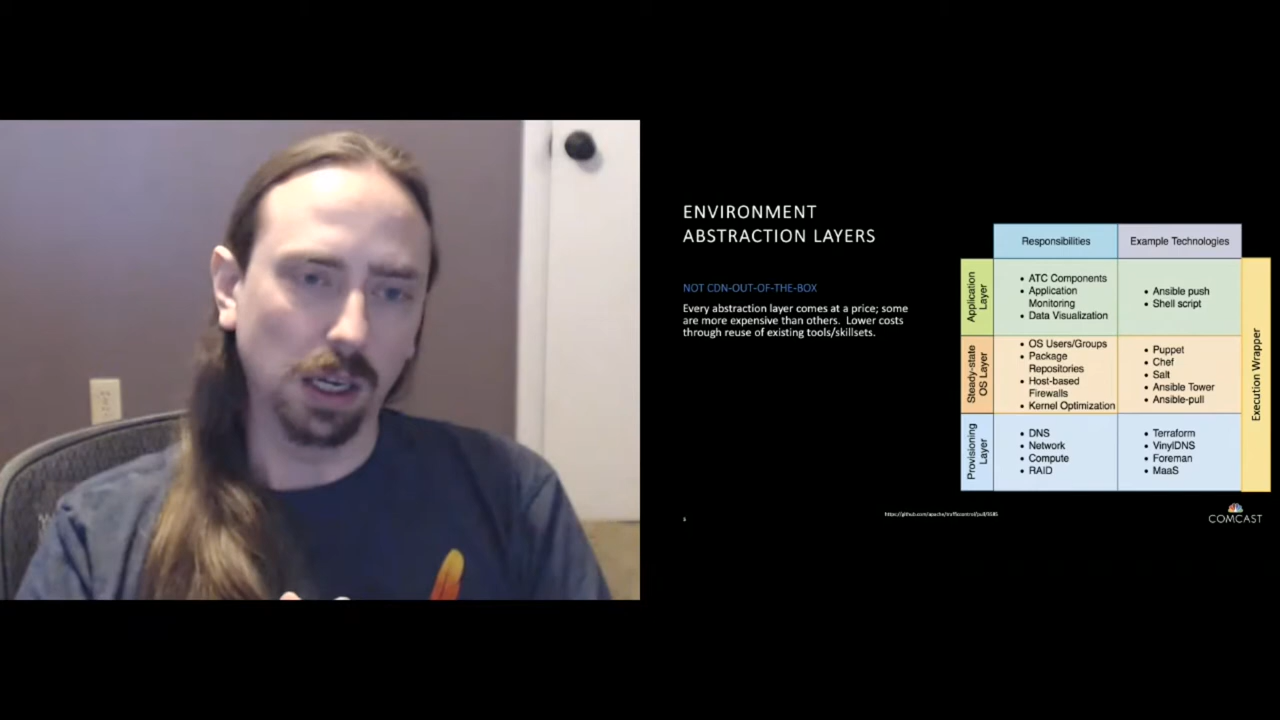 ENVIRONMENT
ABSTRACTION LAYERS
NOT CDN-OUT-OF-THE-BOX
Every abstraction layer comes at a price; some
are more expensive than others. Lower costs
through reuse of existing tools/skillsets.
Responsibilities
Example Technologies
Application
Layer
• ATC Components
• Application
Monitoring
• Data Visualization
• Ansible push
• Shell script
Steady-state
OS Layer
• OS Users/Groups
• Package
Repositories
• Host-based
Firewalls
• Kernel Optimization
• Puppet
• Chef
• Salt
• Ansible Tower
• Ansible-pull
Provisioning
Layer
• DNS
• Network
• Compute
• RAID
• Terraform
• VinylDNS
• Foreman
• MaaS
Execution Wrapper
COMCAST